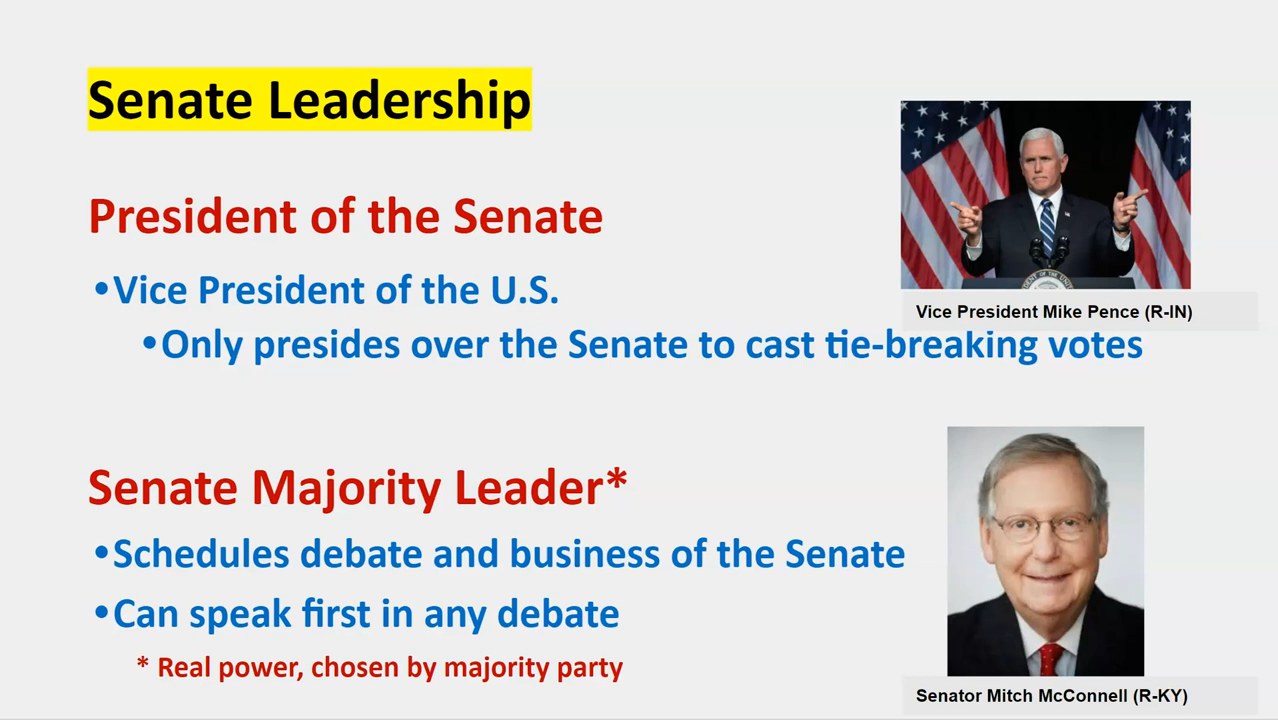 Senate Leadership
President of the Senate
•Vice President of the U.S.
•Only presides over the Senate to cast tie-breaking votes
Vice President Mike Pence (R-IN)
Senate Majority Leader*
•Schedules debate and business of the Senate
•Can speak first in any debate
* Real power, chosen by majority party
Senator Mitch McConnell (R-KY)